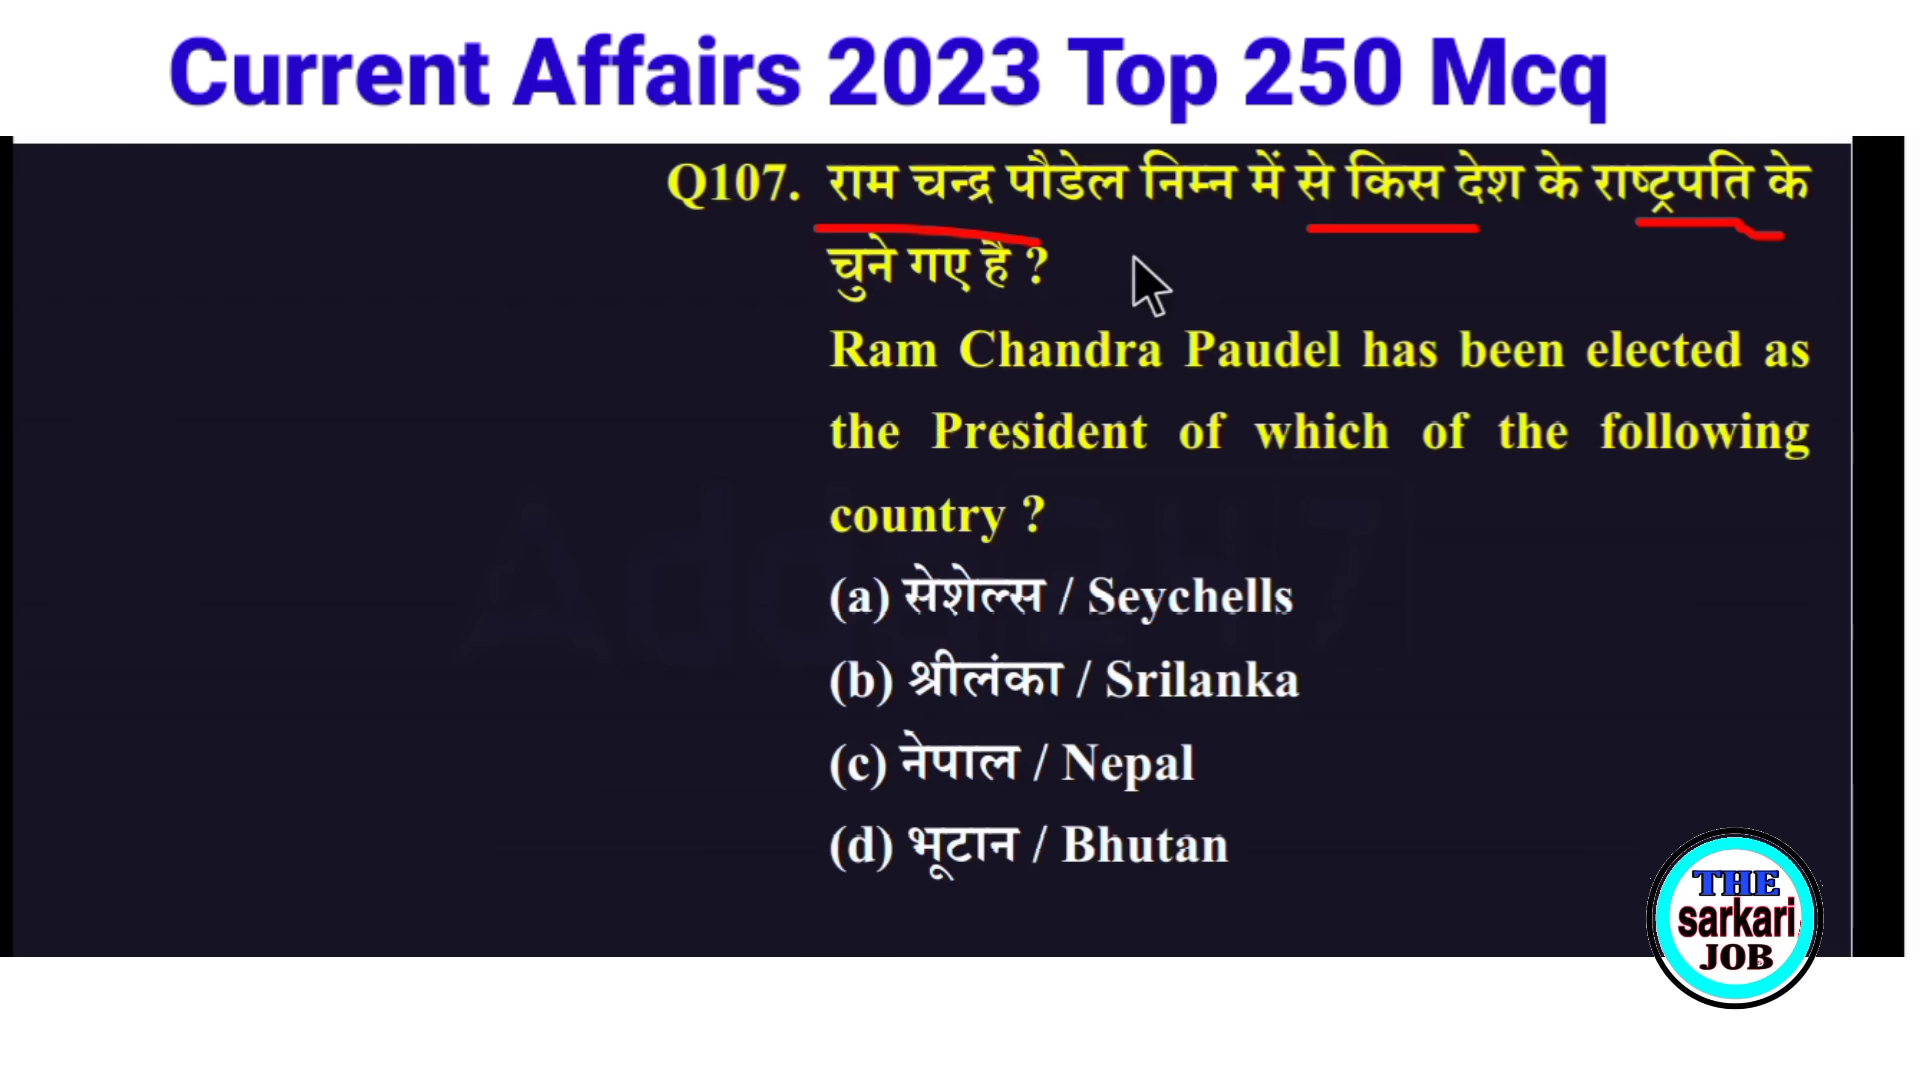 Current Affairs 2023 Top 250 Mcq
Q107. राम चन्द्र पौडेल निम्न में से किस देश के राष्ट्रपति के
चुने गए है ?
Ram Chandra Paudel has been elected as
the President of which of the following
country ?
(a) सेशेल्स / Seychells
(b) श्रीलंका / Srilanka
(c) नेपाल / Nepal
(d) भूटान / Bhutan
THE
sarkari
JOB